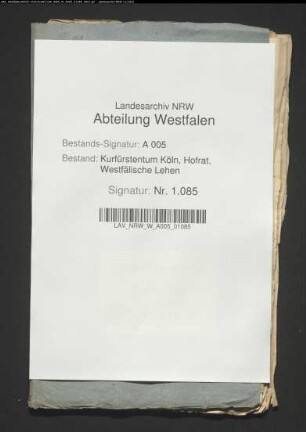 Landesarchiv NRW
Abteilung Westfalen
Bestands-Signatur: A 005
Bestand: Kurfürstentum Köln, Hofrat,
Westfälische Lehen
Signatur: Nr. 1.085
LAV_NRW_W_A005_01085